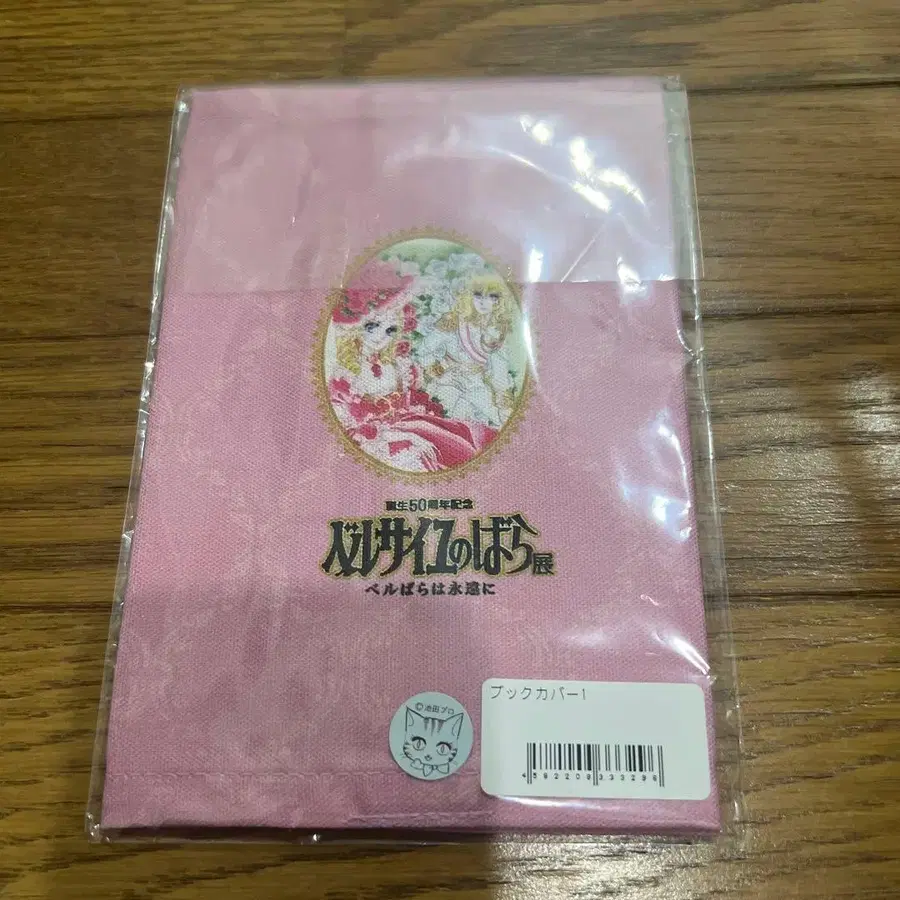 誕生50周年記念
ベルサイユのばら展
ベルばらは永遠に
©池田プロ
ブックカバー1
4582209333296